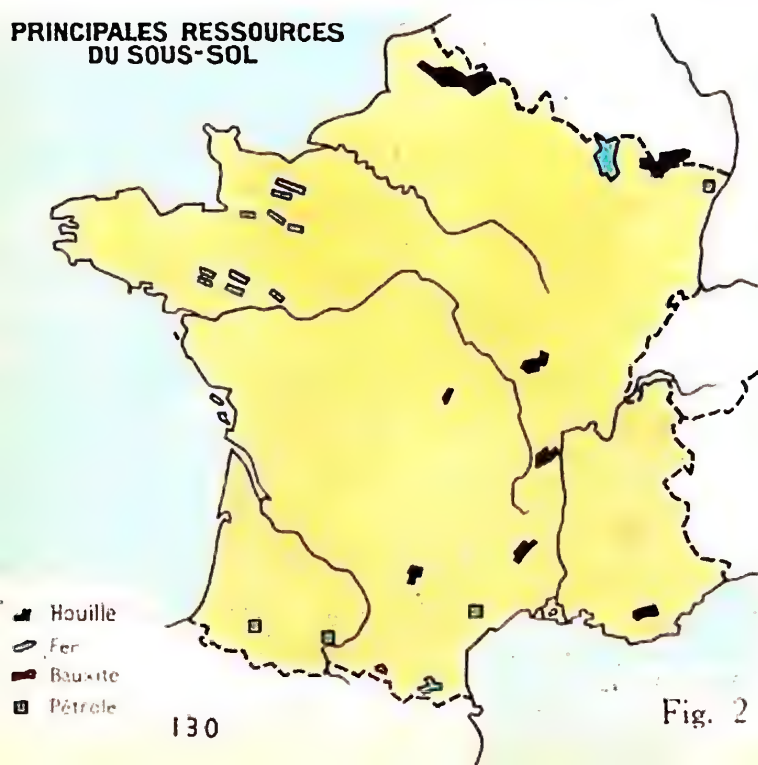 PRINCIPALES RESSOURCES
DU SOUS-SOL
Houille
Fer
Bauxite
Pétrole
130
Fig. 2